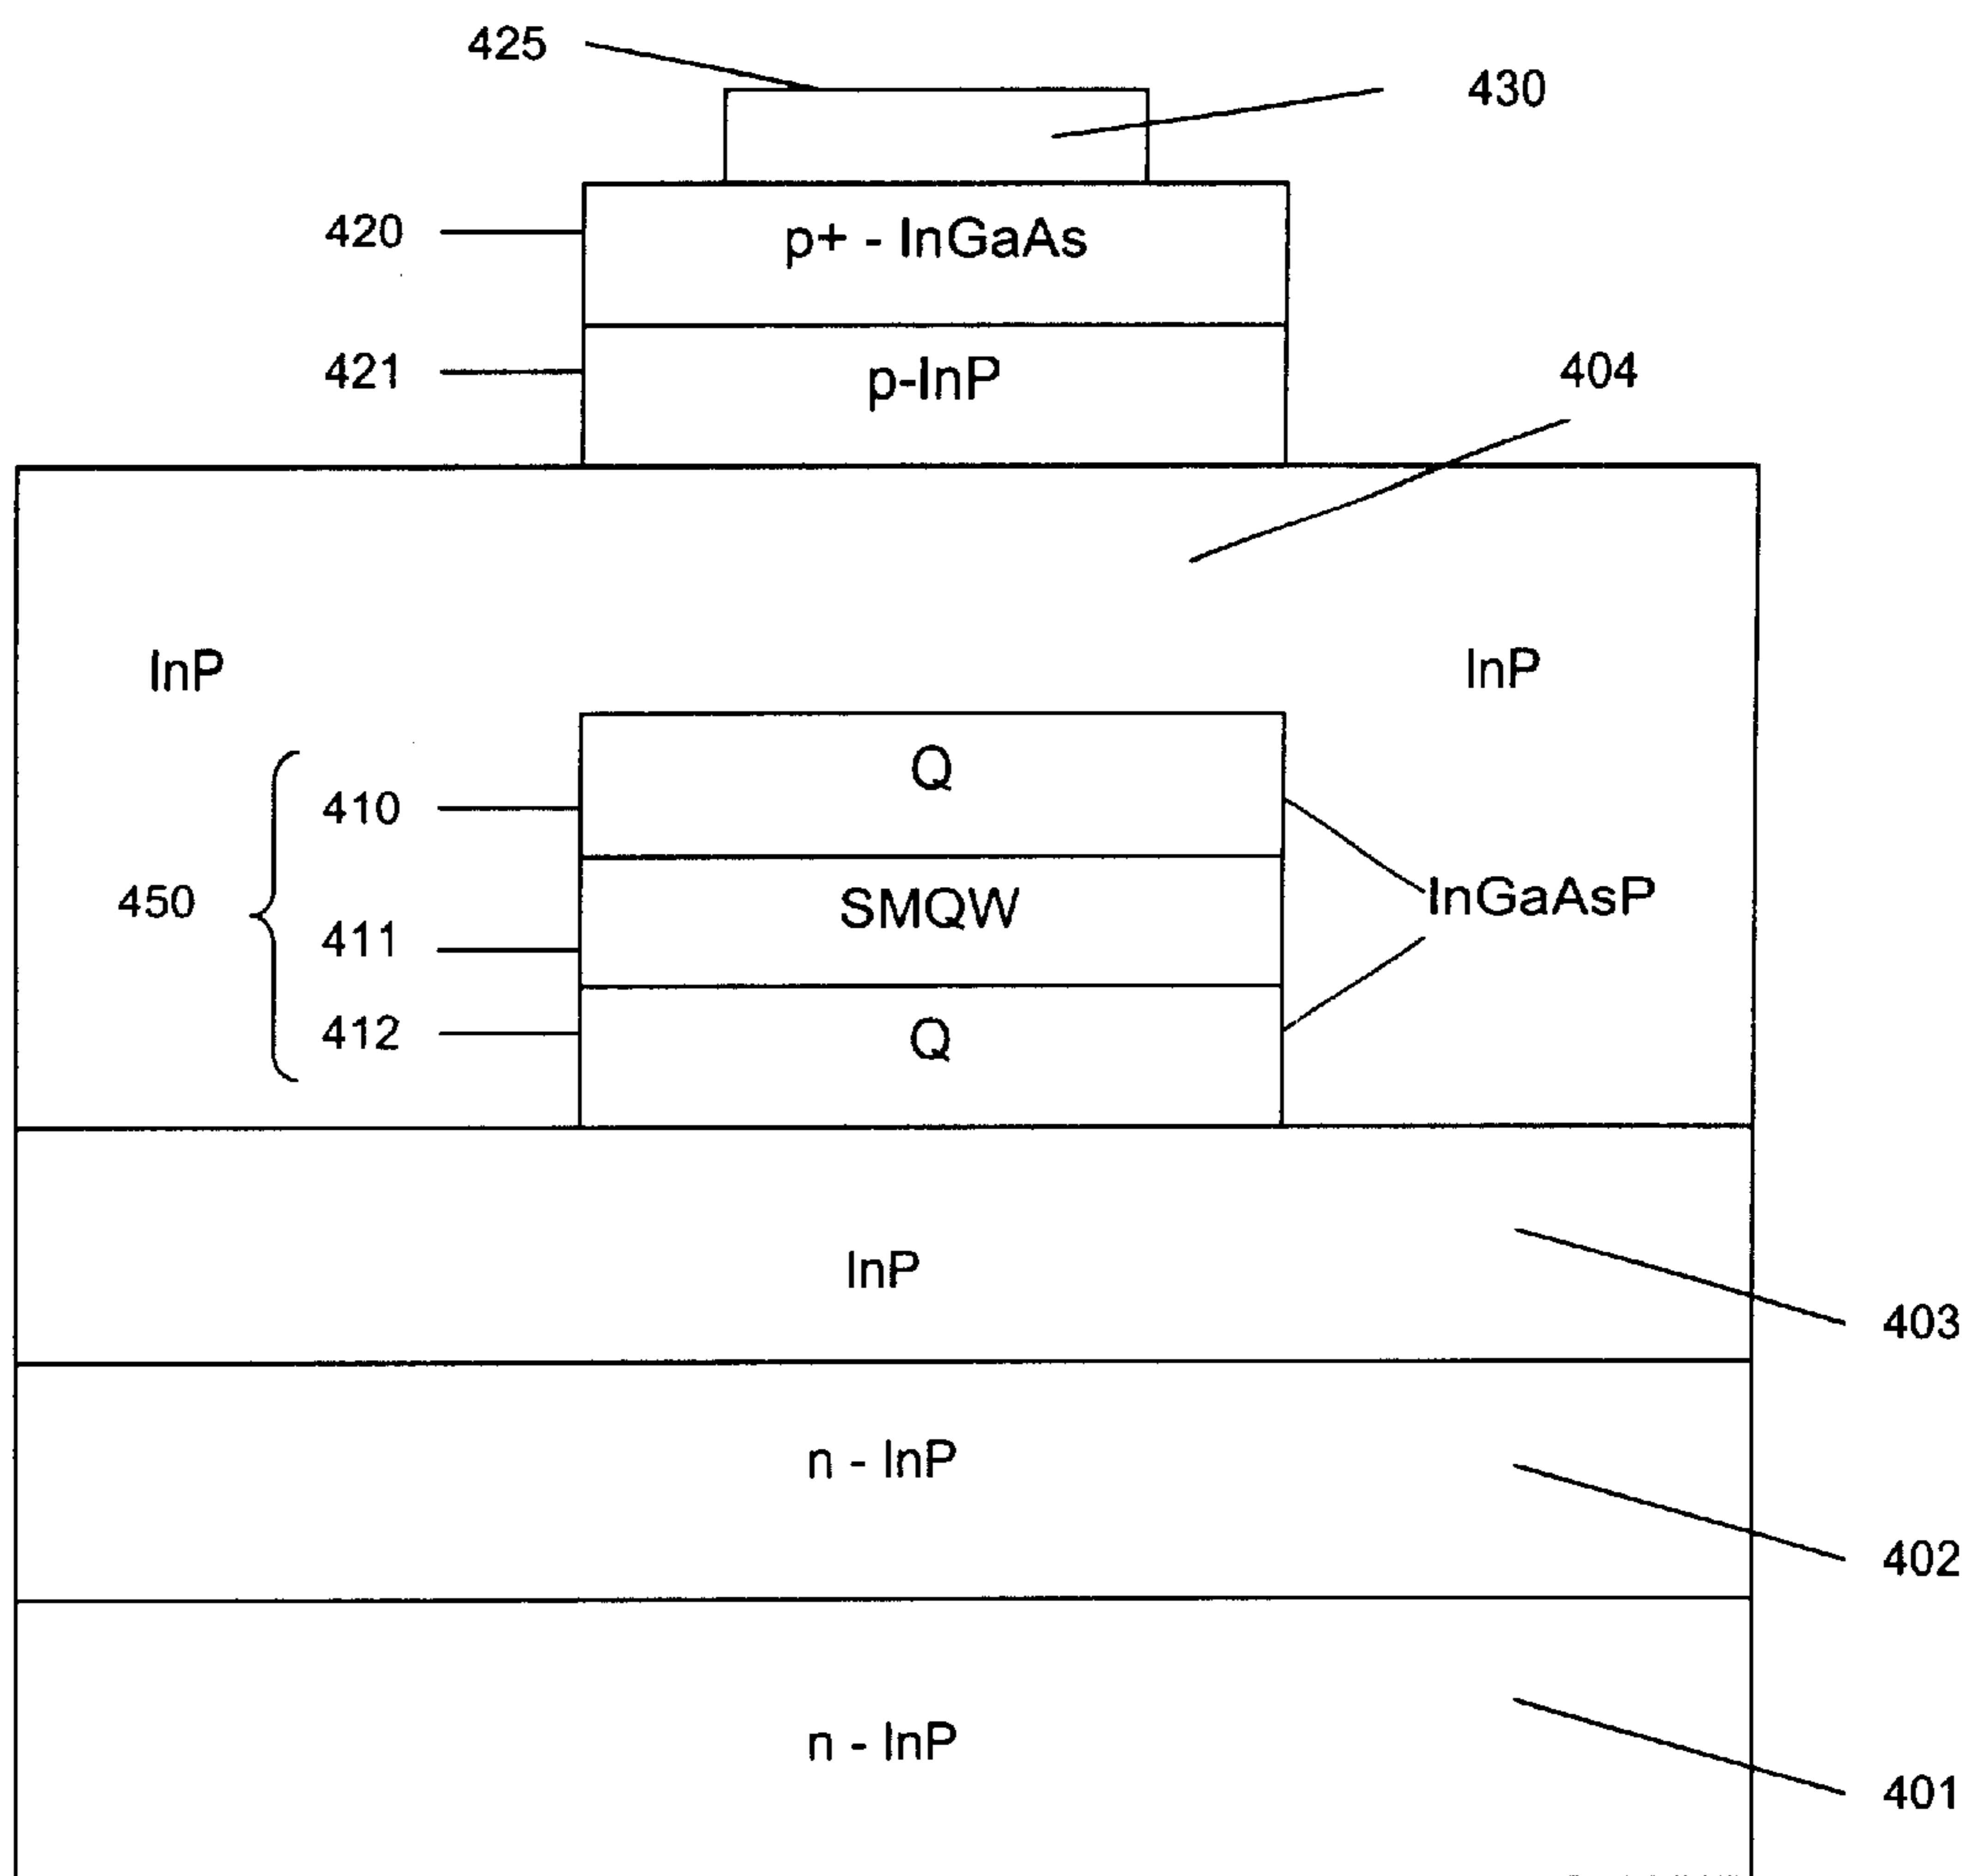 425
430
420
p+ - InGaAs
421
p-InP
404
InP
InP
Q
410
450
SMQW
InGaAsP
411
412
Q
InP
403
n - InP
402
n - InP
401